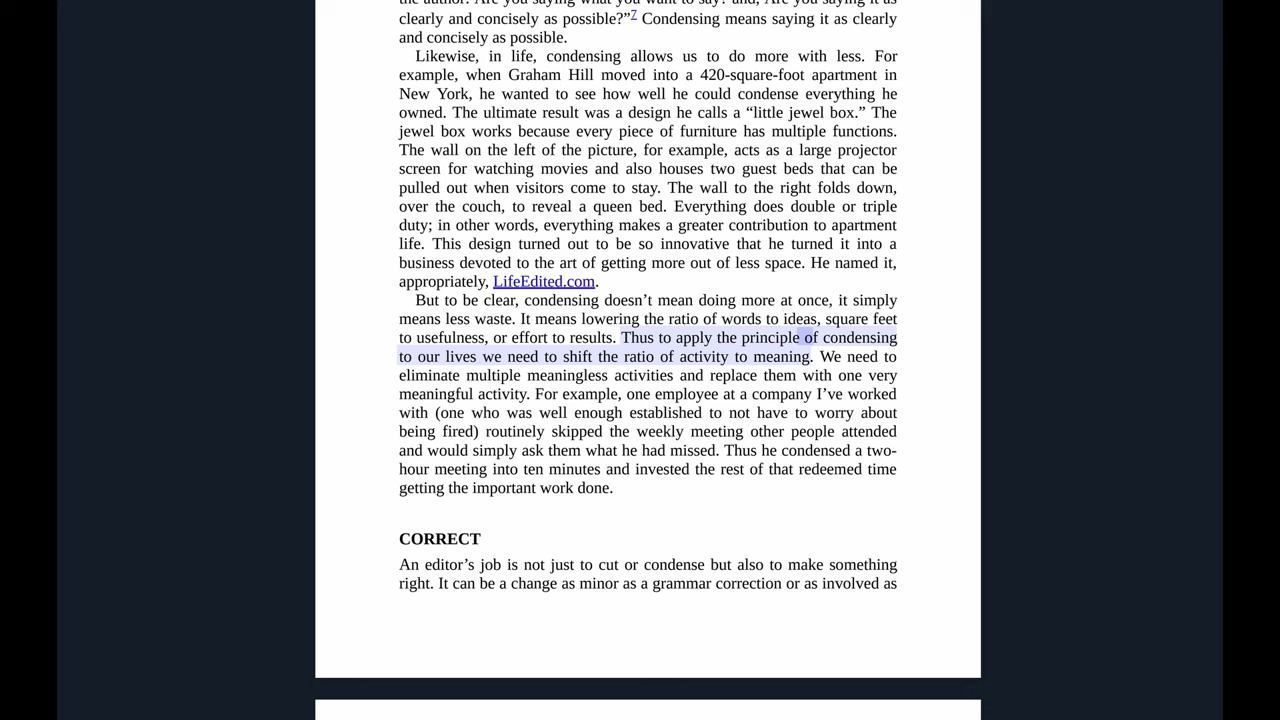 the author: Are you saying what you want to say? and, Are you saying it as
clearly and concisely as possible?”7 Condensing means saying it as clearly
and concisely as possible.
Likewise, in life, condensing allows us to do more with less. For
example, when Graham Hill moved into a 420-square-foot apartment in
New York, he wanted to see how well he could condense everything he
owned. The ultimate result was a design he calls a “little jewel box.” The
jewel box works because every piece of furniture has multiple functions.
The wall on the left of the picture, for example, acts as a large projector
screen for watching movies and also houses two guest beds that can be
pulled out when visitors come to stay. The wall to the right folds down,
over the couch, to reveal a queen bed. Everything does double or triple
duty; in other words, everything makes a greater contribution to apartment
life. This design turned out to be so innovative that he turned it into a
business devoted to the art of getting more out of less space. He named it,
appropriately, LifeEdited.com.
But to be clear, condensing doesn’t mean doing more at once, it simply
means less waste. It means lowering the ratio of words to ideas, square feet
to usefulness, or effort to results. Thus to apply the principle of condensing
to our lives we need to shift the ratio of activity to meaning. We need to
eliminate multiple meaningless activities and replace them with one very
meaningful activity. For example, one employee at a company I’ve worked
with (one who was well enough established to not have to worry about
being fired) routinely skipped the weekly meeting other people attended
and would simply ask them what he had missed. Thus he condensed a two-
hour meeting into ten minutes and invested the rest of that redeemed time
getting the important work done.
CORRECT
An editor’s job is not just to cut or condense but also to make something
right. It can be a change as minor as a grammar correction or as involved as